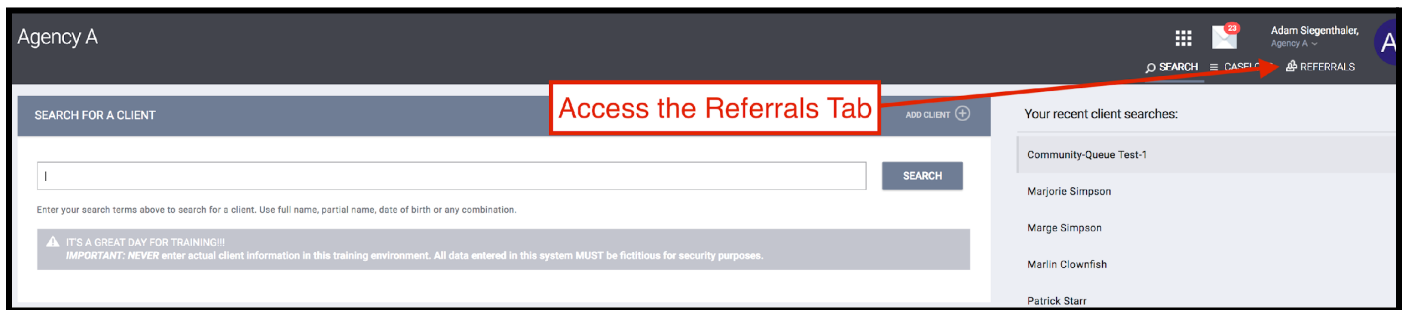 Agency A
23
Adam Siegenthaler,
Agency A
A
SEARCH
REFERRALS
Access the Referrals Tab
SEARCH FOR A CLIENT
ADD CLIENT
SEARCH
Enter your search terms above to search for a client. Use full name, partial name, date of birth or any combination.
IT'S A GREAT DAY FOR TRAINING!!!
IMPORTANT: NEVER enter actual client information in this training environment. All data entered in this system MUST be fictitious for security purposes.
Your recent client searches:
Community-Queue Test-1
Marjorie Simpson
Marge Simpson
Marlin Clownfish
Patrick Starr